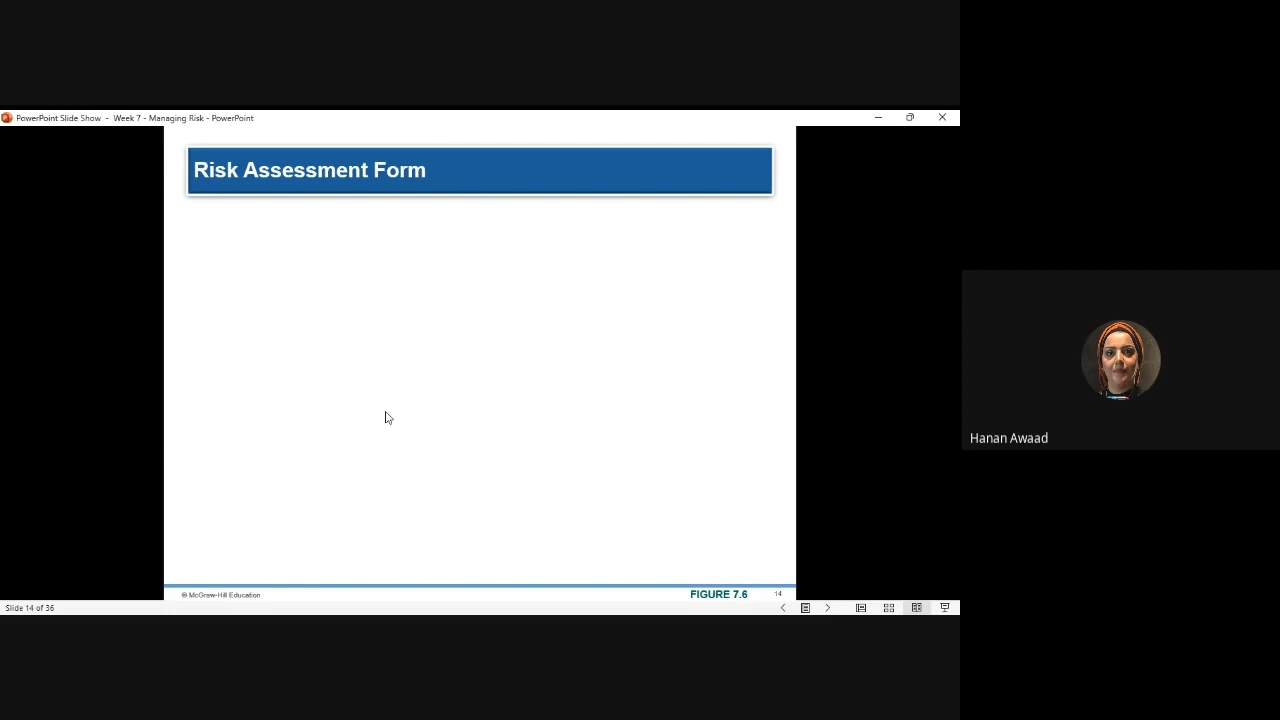 PowerPoint Slide Show - Week 7 - Managing Risk - PowerPoint
Risk Assessment Form
Hanan Awaad
© McGraw-Hill Education
FIGURE 7.6
14
Slide 14 of 36